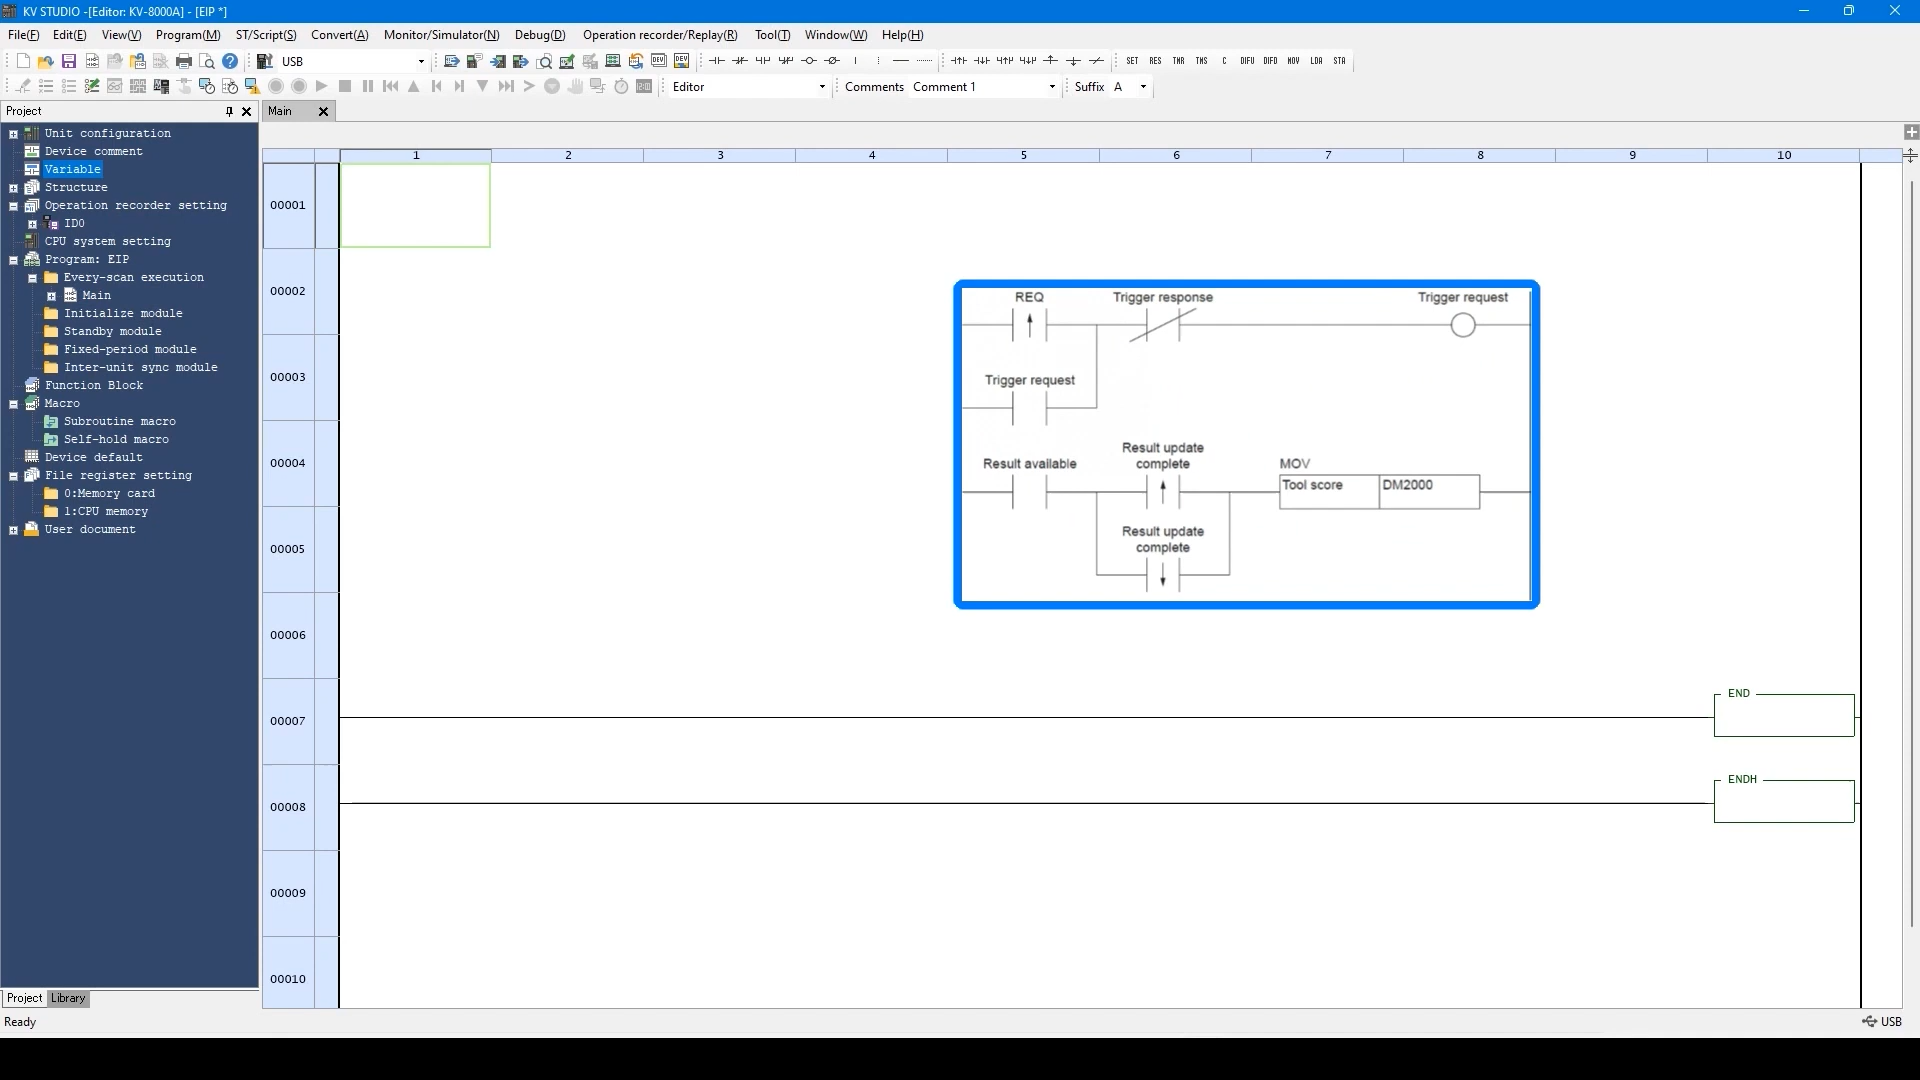 KV STUDIO -[Editor: KV-8000A] - [EIP *]
File(F) Edit(E) View(V) Program(M) ST/Script(S) Convert(A) Monitor/Simulator(N) Debug(D) Operation recorder/Replay(R) Tool(T) Window(W) Help(H)
USB
SET RES TMR TMS C DIFU DIFD MOV LDA STA
Editor Comments Comment 1 Suffix A
Project
Main
Unit configuration
Device comment
Variable
Structure
Operation recorder setting
ID0
CPU system setting
Program: EIP
Every-scan execution
Main
Initialize module
Standby module
Fixed-period module
Inter-unit sync module
Function Block
Macro
Subroutine macro
Self-hold macro
Device default
File register setting
0:Memory card
1:CPU memory
User document
1 2 3 4 5 6 7 8 9 10
00001
00002
00003
00004
00005
00006
00007
00008
00009
00010
REQ Trigger response Trigger request
Trigger request
Result available
Result update
complete
MOV
Tool score DM2000
Result update
complete
END
ENDH
Project Library
Ready
USB